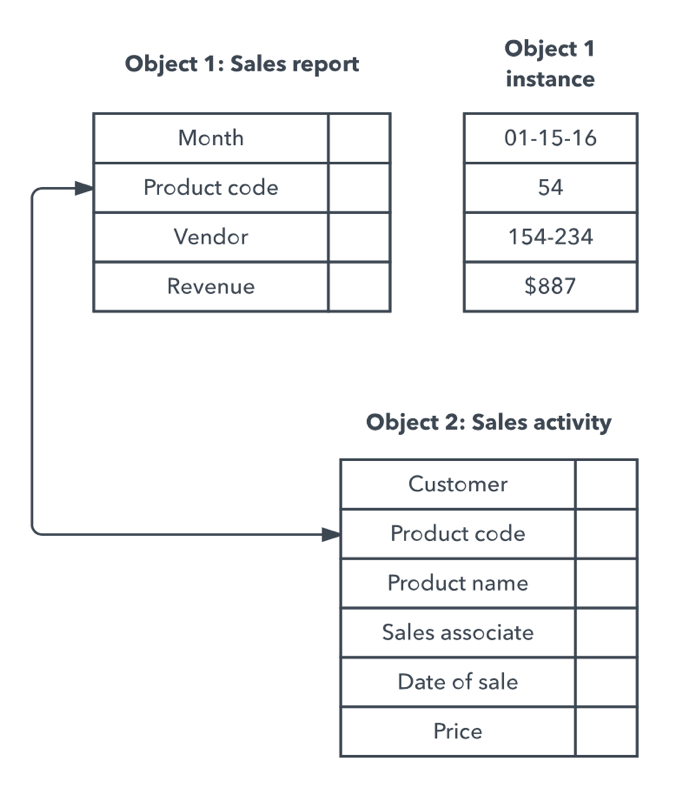 Object 1: Sales report
Object 1
instance
Month
Product code
Vendor
Revenue
01-15-16
54
154-234
$887
Object 2: Sales activity
Customer
Product code
Product name
Sales associate
Date of sale
Price